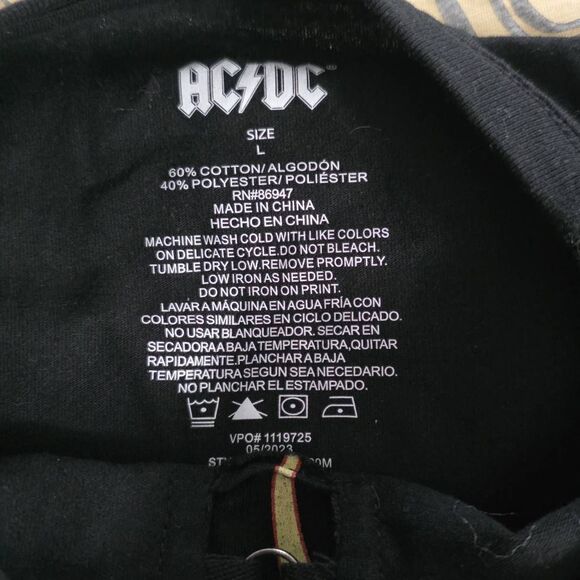 AC⚡DC®
SIZE
L
60% COTTON/ALGODÓN
40% POLYESTER/POLIÉSTER
RN#86947
MADE IN CHINA
HECHO EN CHINA
MACHINE WASH COLD WITH LIKE COLORS
ON DELICATE CYCLE.DO NOT BLEACH.
TUMBLE DRY LOW.REMOVE PROMPTLY.
LOW IRON AS NEEDED.
DO NOT IRON ON PRINT.
LAVAR A MÁQUINA EN AGUA FRÍA CON
COLORES SIMILARES EN CICLO DELICADO.
NO USAR BLANQUEADOR. SECAR EN
SECADORA A BAJA TEMPERATURA,QUITAR
RAPIDAMENTE.PLANCHAR A BAJA
TEMPERATURA SEGUN SEA NECESARIO.
NO PLANCHAR EL ESTAMPADO.
VPO# 1119725
05/2023